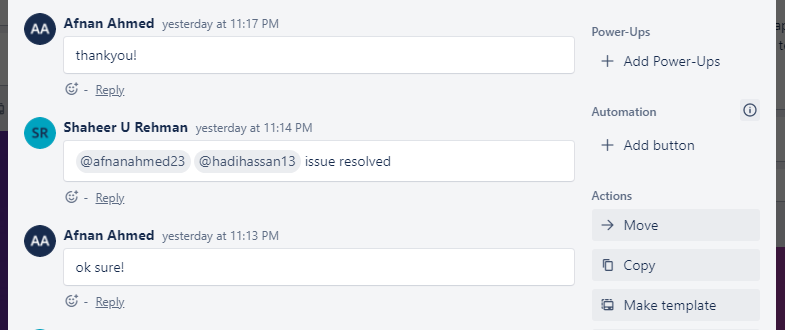 AA Afnan Ahmed yesterday at 11:17 PM
thankyou!
- Reply
SR Shaheer U Rehman yesterday at 11:14 PM
@afnanahmed23 @hadihassan13 issue resolved
- Reply
AA Afnan Ahmed yesterday at 11:13 PM
ok sure!
- Reply
Power-Ups
+ Add Power-Ups
Automation
+ Add button
Actions
→ Move
Copy
Make template